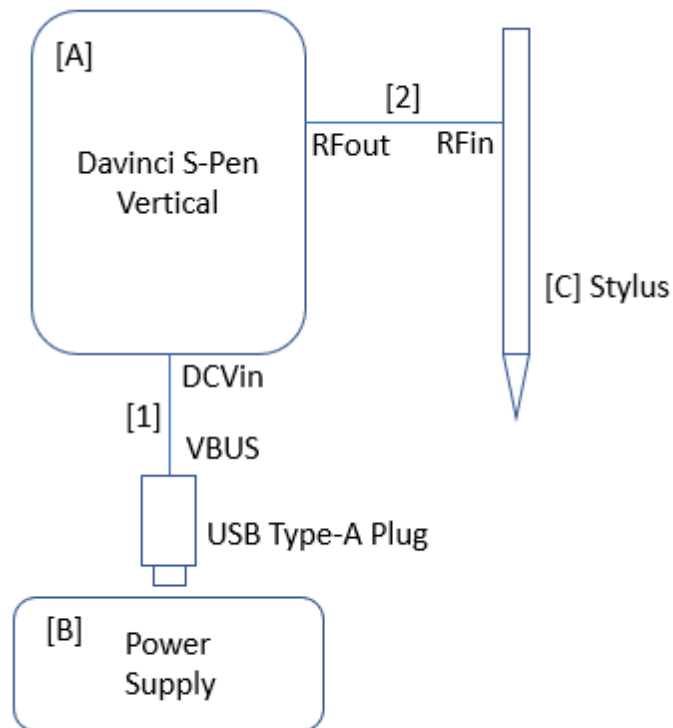 [A]
Davinci S-Pen
Vertical
[2]
RFout
RFin
[C] Stylus
DCVin
[1]
VBUS
USB Type-A Plug
[B]
Power
Supply